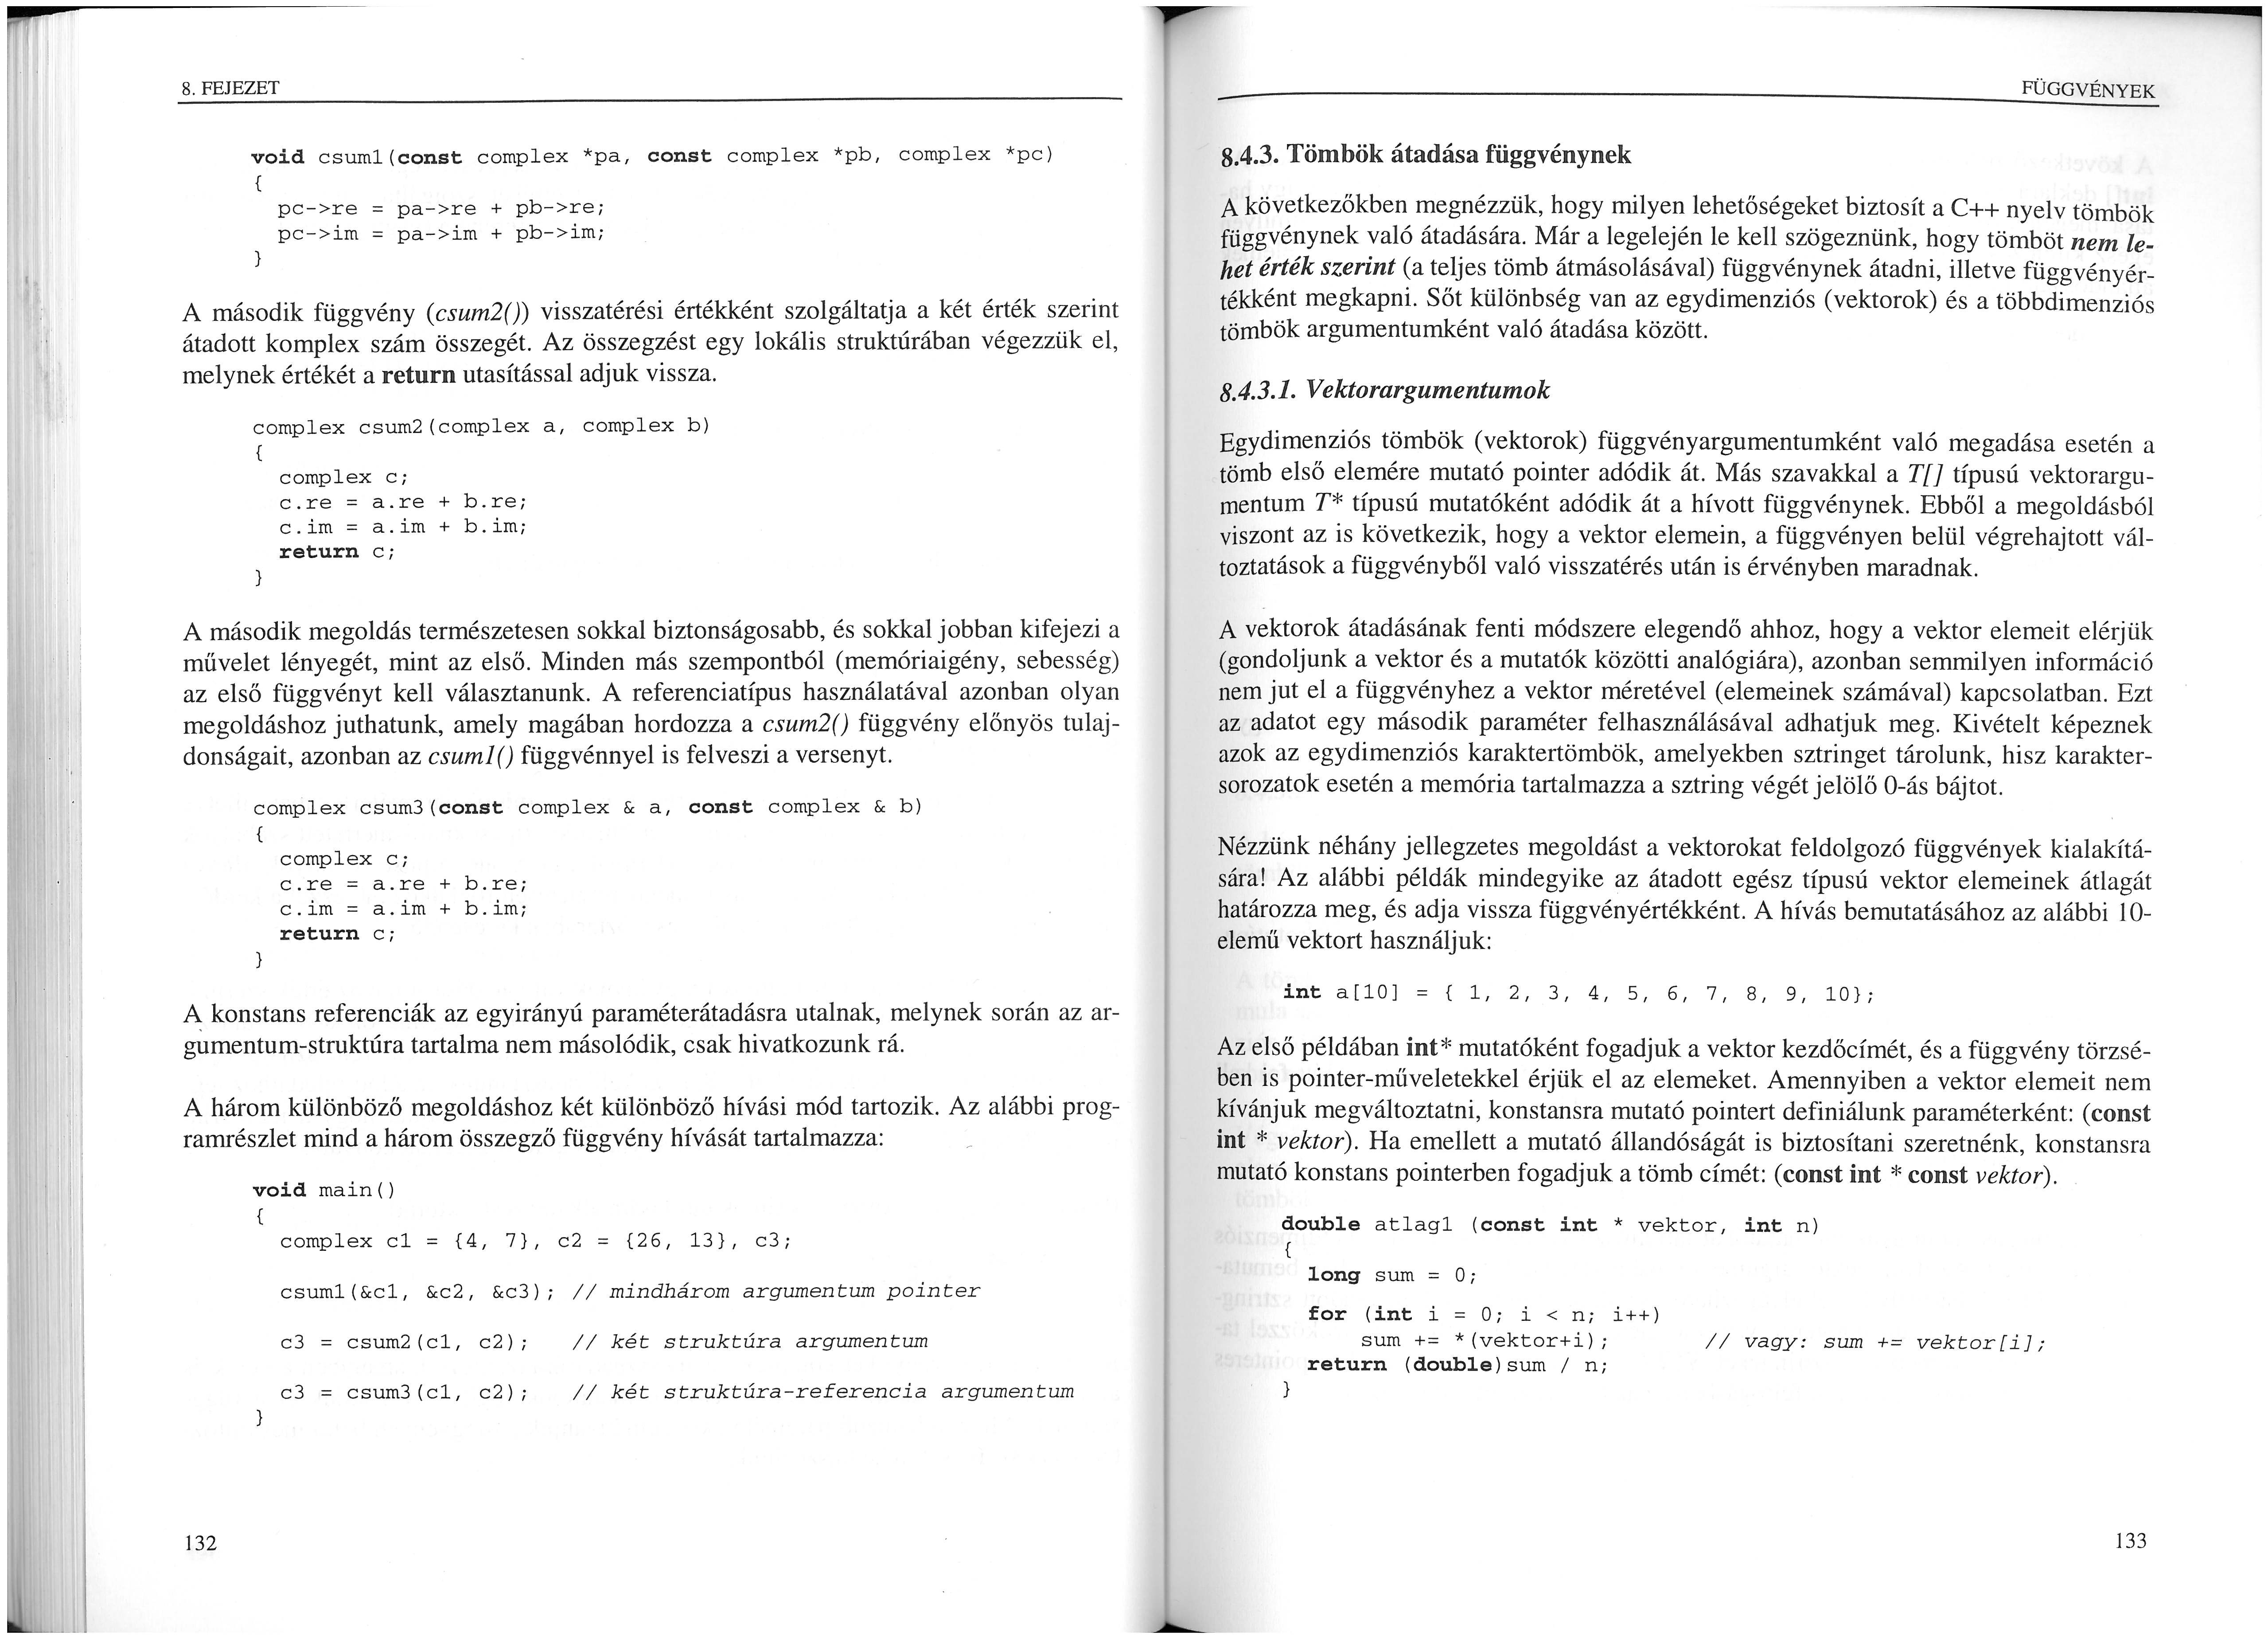 8. FEJEZET
void csum1(const complex *pa, const complex *pb, complex *pc)
{
pc->re = pa->re + pb->re;
pc->im = pa->im + pb->im;
}
A második függvény (csum2()) visszatérési értékként szolgáltatja a két érték szerint
átadott komplex szám összegét. Az összegzést egy lokális struktúrában végezzük el,
melynek értékét a return utasítással adjuk vissza.
complex csum2(complex a, complex b)
{
complex c;
c.re = a.re + b.re;
c.im = a.im + b.im;
return c;
}
A második megoldás természetesen sokkal biztonságosabb, és sokkal jobban kifejezi a
művelet lényegét, mint az első. Minden más szempontból (memóriaigény, sebesség)
az első függvényt kell választanunk. A referenciatípus használatával azonban olyan
megoldáshoz juthatunk, amely magában hordozza a csum2() függvény előnyös tulaj-
donságait, azonban az csum1() függvénnyel is felveszi a versenyt.
complex csum3(const complex & a, const complex & b)
{
complex c;
c.re = a.re + b.re;
c.im = a.im + b.im;
return c;
}
A konstans referenciák az egyirányú paraméterátadásra utalnak, melynek során az ar-
gumentum-struktúra tartalma nem másolódik, csak hivatkozunk rá.
A három különböző megoldáshoz két különböző hívási mód tartozik. Az alábbi prog-
ramrészlet mind a három összegző függvény hívását tartalmazza:
void main()
{
complex c1 = {4, 7}, c2 = {26, 13}, c3;
csum1(&c1, &c2, &c3); // mindhárom argumentum pointer
c3 = csum2(c1, c2); // két struktúra argumentum
c3 = csum3(c1, c2); // két struktúra-referencia argumentum
}
132
FÜGGVÉNYEK
8.4.3. Tömbök átadása függvénynek
A következőkben megnézzük, hogy milyen lehetőségeket biztosít a C++ nyelv tömbök
függvénynek való átadására. Már a legelején le kell szögeznünk, hogy tömböt nem le-
het érték szerint (a teljes tömb átmásolásával) függvénynek átadni, illetve függvényér-
tékként megkapni. Sőt különbség van az egydimenziós (vektorok) és a többdimenziós
tömbök argumentumként való átadása között.
8.4.3.1. Vektorargumentumok
Egydimenziós tömbök (vektorok) függvényargumentumként való megadása esetén a
tömb első elemére mutató pointer adódik át. Más szavakkal a T[] típusú vektorargu-
mentum T* típusú mutatóként adódik át a hívott függvénynek. Ebből a megoldásból
viszont az is következik, hogy a vektor elemein, a függvényen belül végrehajtott vál-
toztatások a függvényből való visszatérés után is érvényben maradnak.
A vektorok átadásának fenti módszere elegendő ahhoz, hogy a vektor elemeit elérjük
(gondoljunk a vektor és a mutatók közötti analógiára), azonban semmilyen információ
nem jut el a függvényhez a vektor méretével (elemeinek számával) kapcsolatban. Ezt
az adatot egy második paraméter felhasználásával adhatjuk meg. Kivételt képeznek
azok az egydimenziós karaktertömbök, amelyekben sztringet tárolunk, hisz karakter-
sorozatok esetén a memória tartalmazza a sztring végét jelölő 0-ás bájtot.
Nézzünk néhány jellegzetes megoldást a vektorokat feldolgozó függvények kialakítá-
sára! Az alábbi példák mindegyike az átadott egész típusú vektor elemeinek átlagát
határozza meg, és adja vissza függvényértékként. A hívás bemutatásához az alábbi 10-
elemű vektort használjuk:
int a[10] = { 1, 2, 3, 4, 5, 6, 7, 8, 9, 10};
Az első példában int* mutatóként fogadjuk a vektor kezdőcímét, és a függvény törzsé-
ben is pointer-műveletekkel érjük el az elemeket. Amennyiben a vektor elemeit nem
kívánjuk megváltoztatni, konstansra mutató pointert definiálunk paraméterként: (const
int * vektor). Ha emellett a mutató állandóságát is biztosítani szeretnénk, konstansra
mutató konstans pointerben fogadjuk a tömb címét: (const int * const vektor).
double atlag1 (const int * vektor, int n)
{
long sum = 0;
for (int i = 0; i < n; i++)
sum += *(vektor+i); // vagy: sum += vektor[i];
return (double)sum / n;
}
133